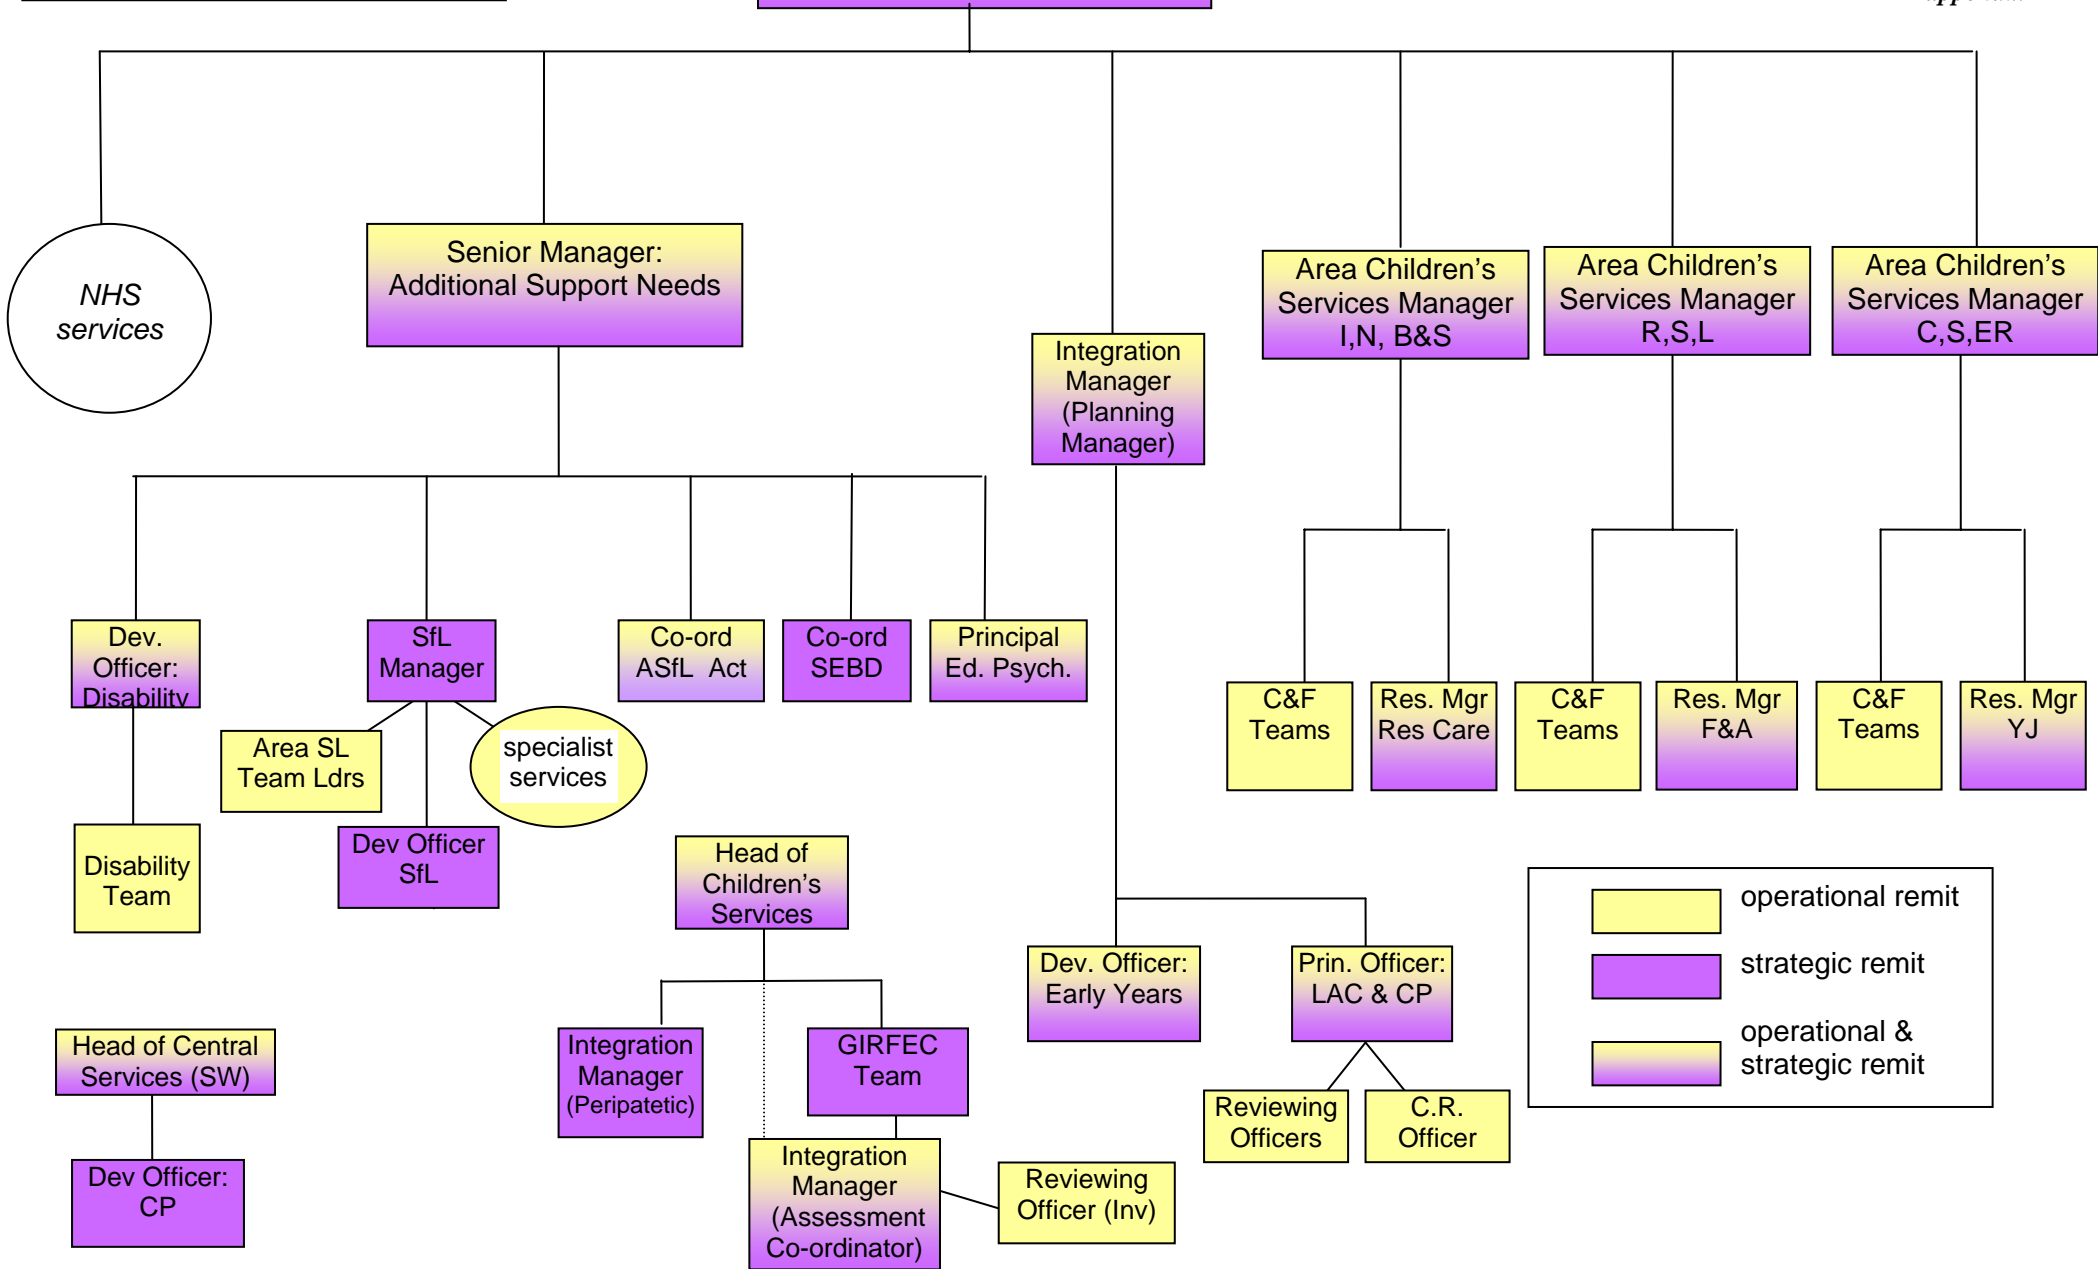 NHS
services
Senior Manager:
Additional Support Needs
Integration
Manager
(Planning
Manager)
Area Children’s
Services Manager
I,N, B&S
Area Children’s
Services Manager
R,S,L
Area Children’s
Services Manager
C,S,ER
Dev.
Officer:
Disability
SfL
Manager
Co-ord
ASfL Act
Co-ord
SEBD
Principal
Ed. Psych.
C&F
Teams
Res. Mgr
Res Care
C&F
Teams
Res. Mgr
F&A
C&F
Teams
Res. Mgr
YJ
Area SL
Team Ldrs
specialist
services
Disability
Team
Dev Officer
SfL
Head of
Children’s
Services
operational remit
strategic remit
operational &
strategic remit
Dev. Officer:
Early Years
Prin. Officer:
LAC & CP
Head of Central
Services (SW)
Integration
Manager
(Peripatetic)
GIRFEC
Team
Reviewing
Officers
C.R.
Officer
Dev Officer:
CP
Integration
Manager
(Assessment
Co-ordinator)
Reviewing
Officer (Inv)